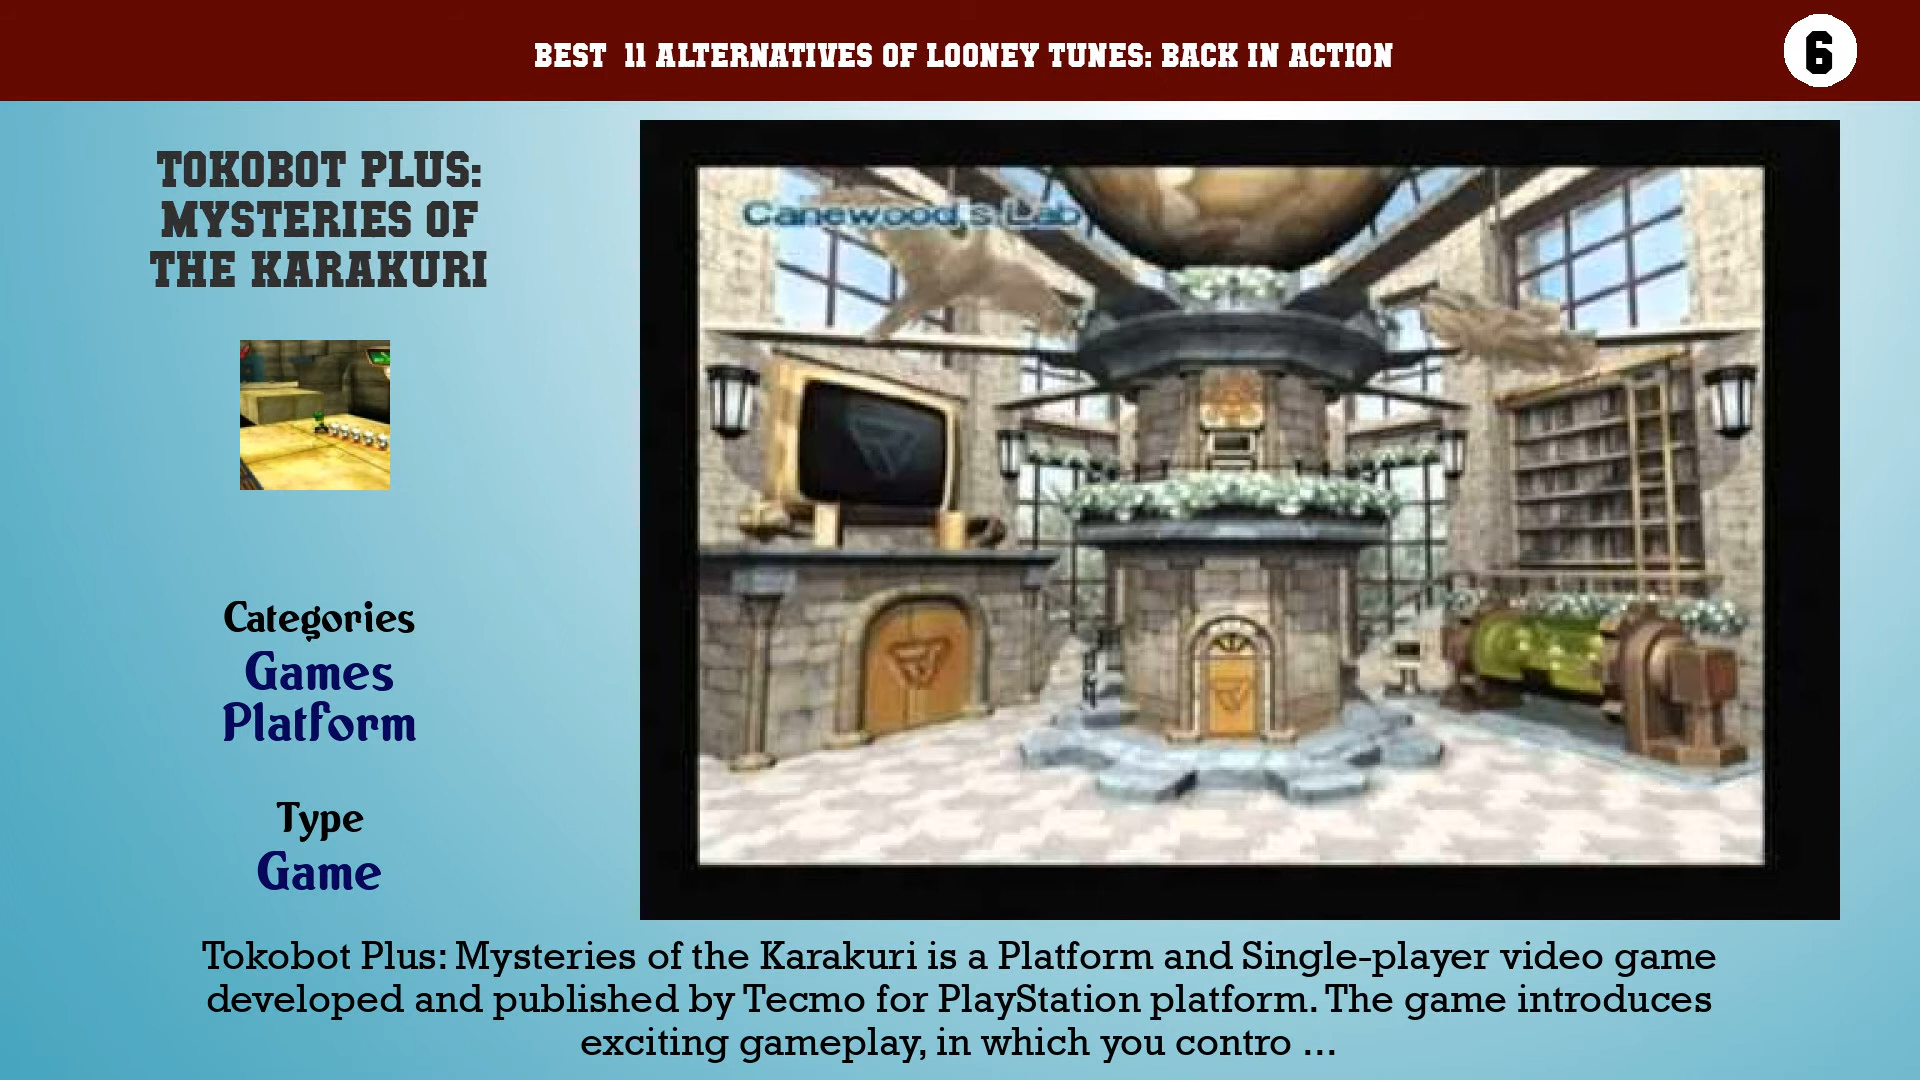 BEST 11 ALTERNATIVES OF LOONEY TUNES: BACK IN ACTION
6
TOKOBOT PLUS:
MYSTERIES OF
THE KARAKURI
Canewood's Lab
Categories
Games
Platform
Type
Game
Tokobot Plus: Mysteries of the Karakuri is a Platform and Single-player video game
developed and published by Tecmo for PlayStation platform. The game introduces
exciting gameplay, in which you contro ...